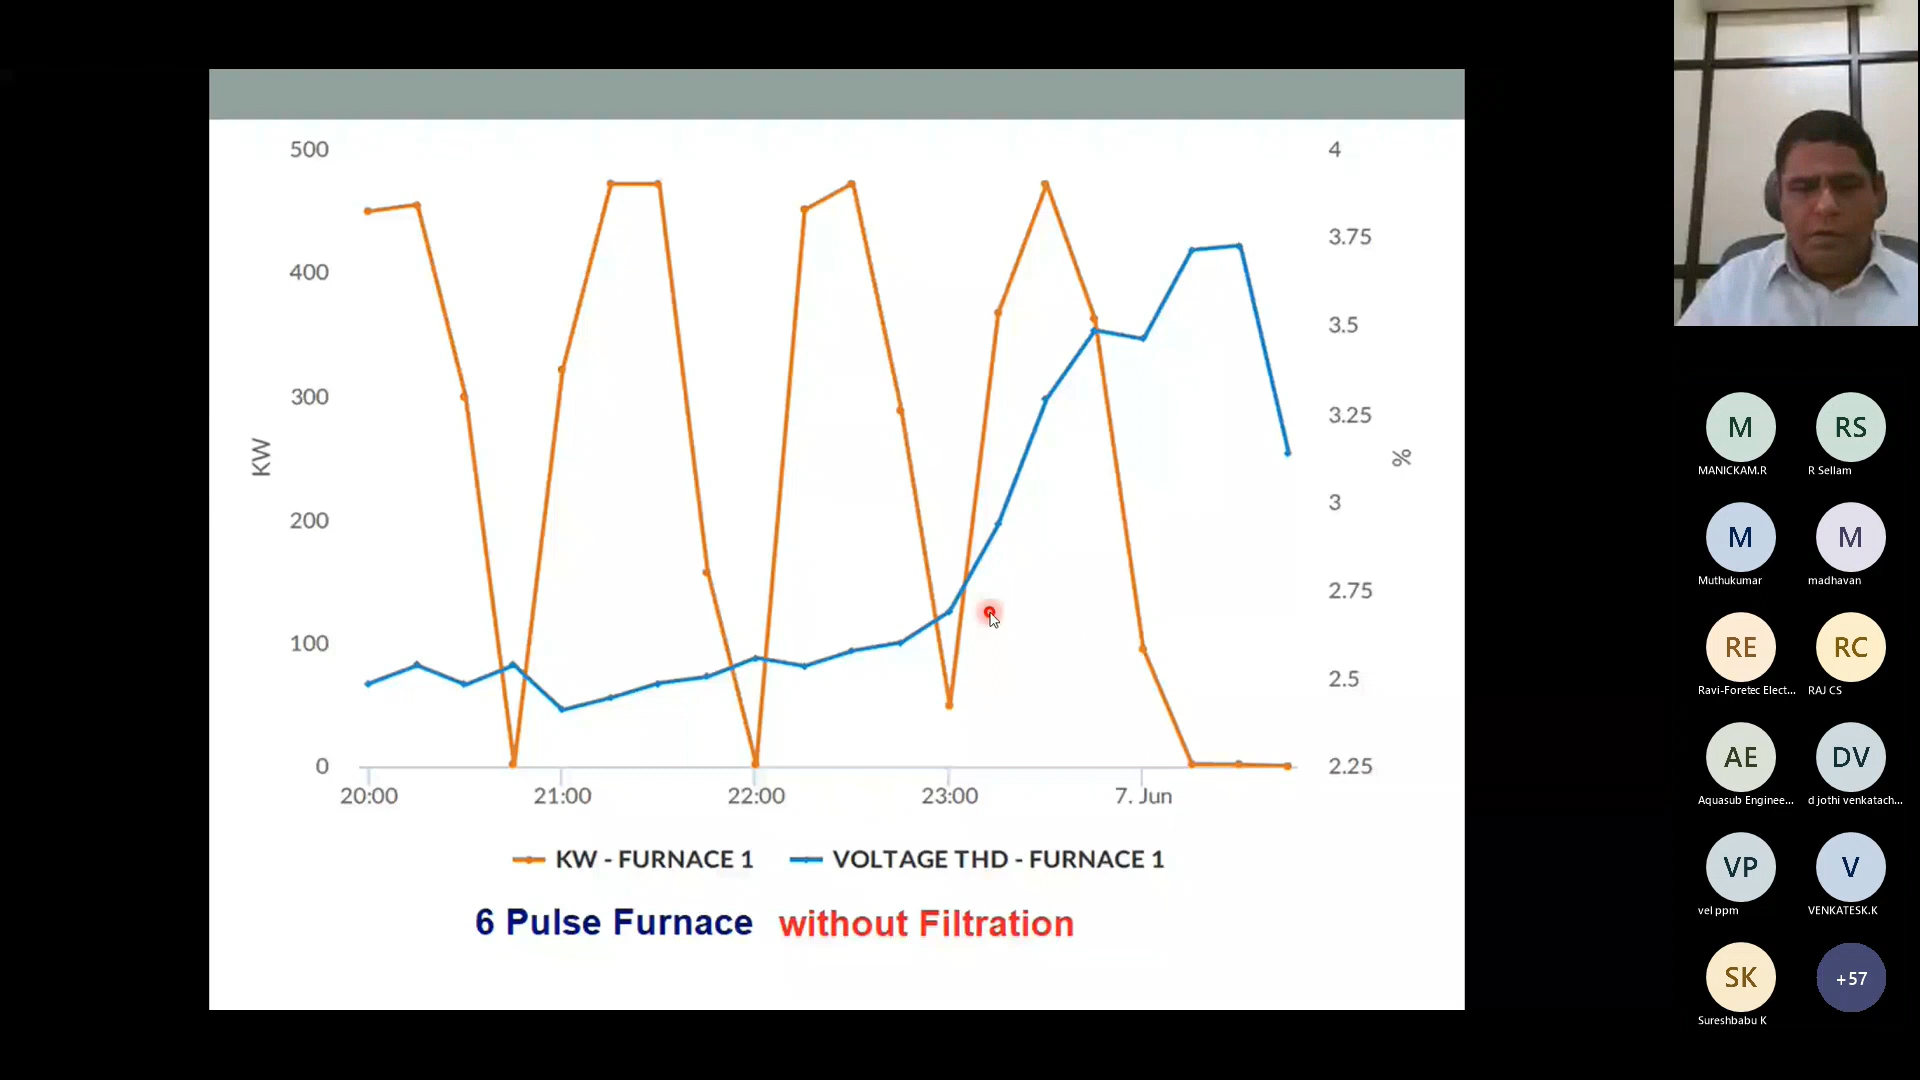 500
400
300
200
100
0
KW
4
3.75
3.5
3.25
3
2.75
2.5
2.25
%
20:00 21:00 22:00 23:00 7. Jun
KW - FURNACE 1 VOLTAGE THD - FURNACE 1
6 Pulse Furnace without Filtration
M RS
MANICKAM.R R Sellam
M M
Muthukumar madhavan
RE RC
Ravi-Foretec Elect... RAJ CS
AE DV
Aquasub Enginee... d jothi venkatach...
VP V
vel ppm VENKATESK.K
SK +57
Sureshbabu K